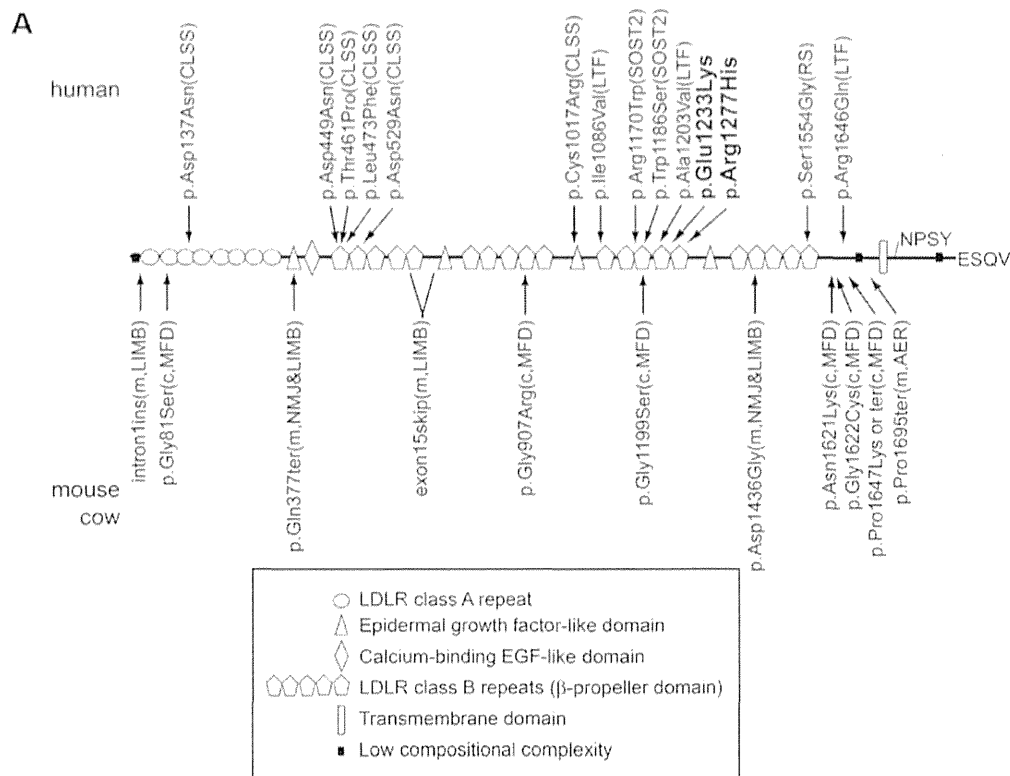 A
human
p.Asp137Asn(CLSS)
p.Asp449Asn(CLSS)
p.Thr461Pro(CLSS)
p.Leu473Phe(CLSS)
p.Asp529Asn(CLSS)
p.Cys1017Arg(CLSS)
p.Ile1086Val(LTF)
p.Arg1170Trp(SOST2)
p.Trp1186Ser(SOST2)
p.Ala1203Val(LTF)
p.Glu1233Lys
p.Arg1277His
p.Ser1554Gly(RS)
p.Arg1646Gln(LTF)
NPSY
ESQV
intron1ins(m,LIMB)
p.Gly81Ser(c,MFD)
p.Gln377ter(m,NMJ&LIMB)
exon15skip(m,LIMB)
p.Gly907Arg(c,MFD)
p.Gly1199Ser(c,MFD)
p.Asp1436Gly(m,NMJ&LIMB)
p.Asn1621Lys(c,MFD)
p.Gly1622Cys(c,MFD)
p.Pro1647Lys or ter(c,MFD)
p.Pro1695ter(m,AER)
mouse
cow
LDLR class A repeat
Epidermal growth factor-like domain
Calcium-binding EGF-like domain
LDLR class B repeats (β-propeller domain)
Transmembrane domain
Low compositional complexity